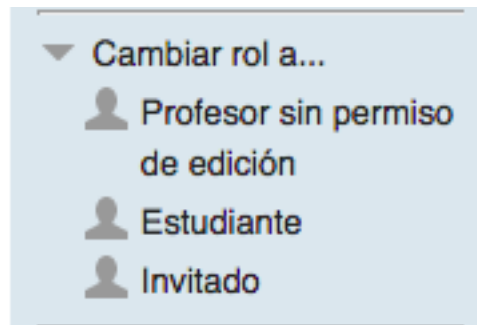 Cambiar rol a...
Profesor sin permiso
de edición
Estudiante
Invitado